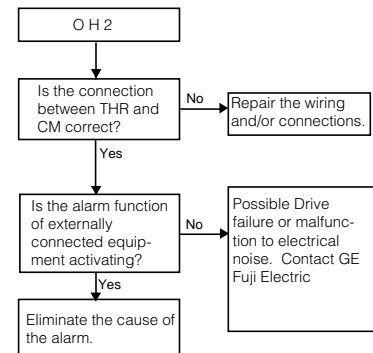 O H 2
Is the connection
between THR and
CM correct?
No
Repair the wiring
and/or connections.
Yes
Is the alarm function
of externally
connected equip-
ment activating?
No
Possible Drive
failure or malfunc-
tion to electrical
noise. Contact GE
Fuji Electric
Yes
Eliminate the cause of
the alarm.